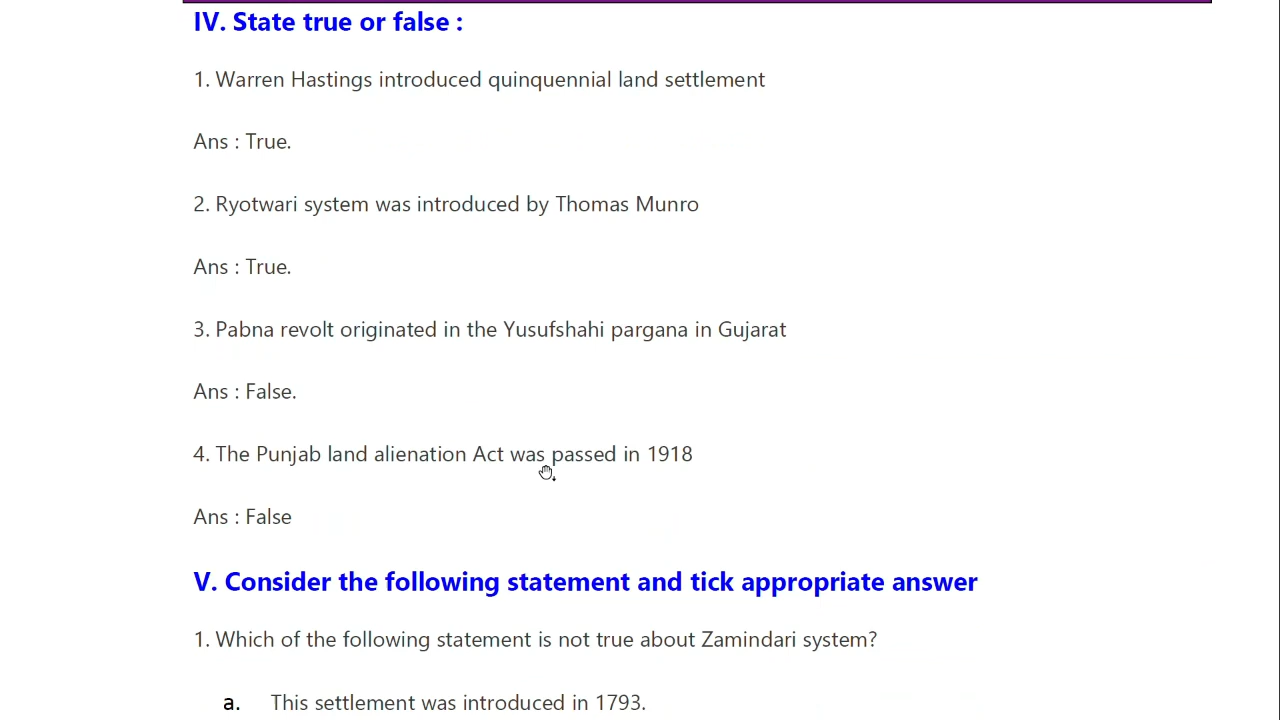 IV. State true or false :
1. Warren Hastings introduced quinquennial land settlement
Ans : True.
2. Ryotwari system was introduced by Thomas Munro
Ans : True.
3. Pabna revolt originated in the Yusufshahi pargana in Gujarat
Ans : False.
4. The Punjab land alienation Act was passed in 1918
Ans : False
V. Consider the following statement and tick appropriate answer
1. Which of the following statement is not true about Zamindari system?
a. This settlement was introduced in 1793.